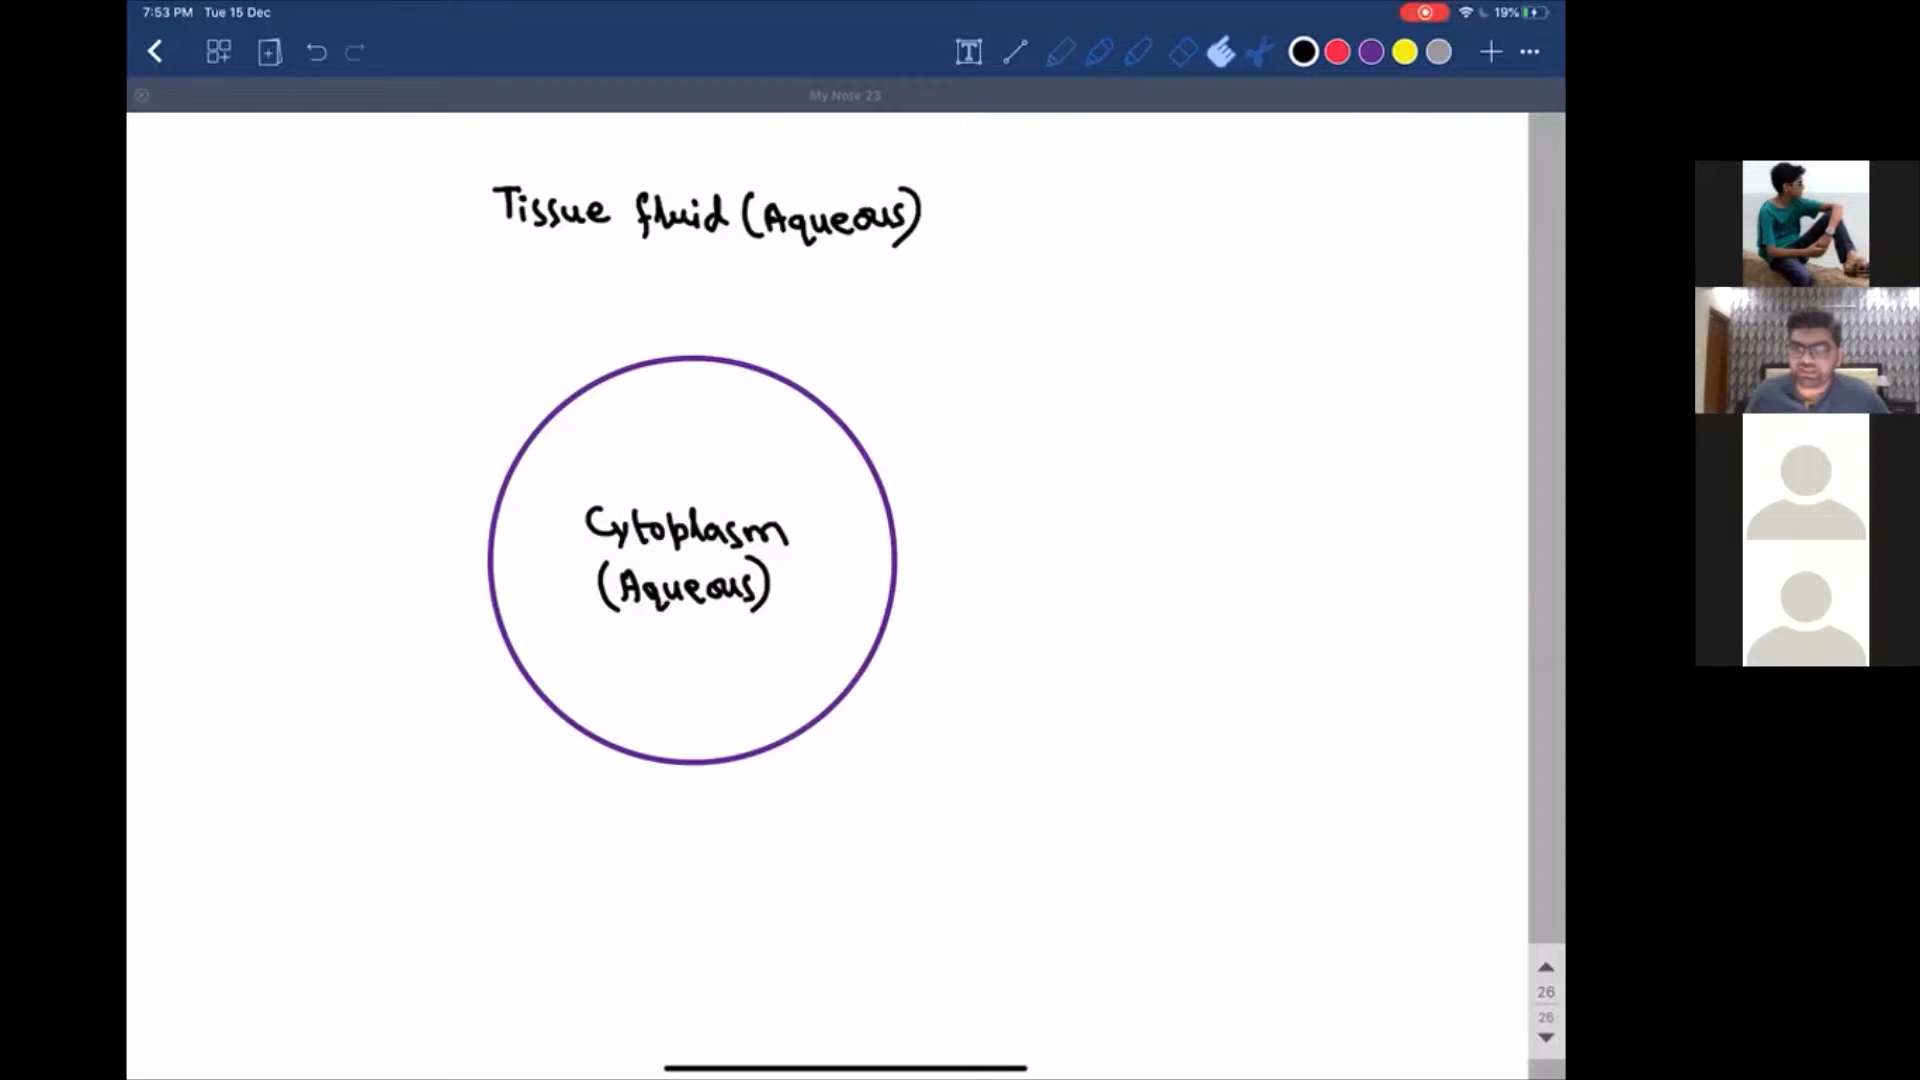 7:53 PM Tue 15 Dec
19%
My Note 23
Tissue fluid (Aqueous)
Cytoplasm
(Aqueous)
26
26